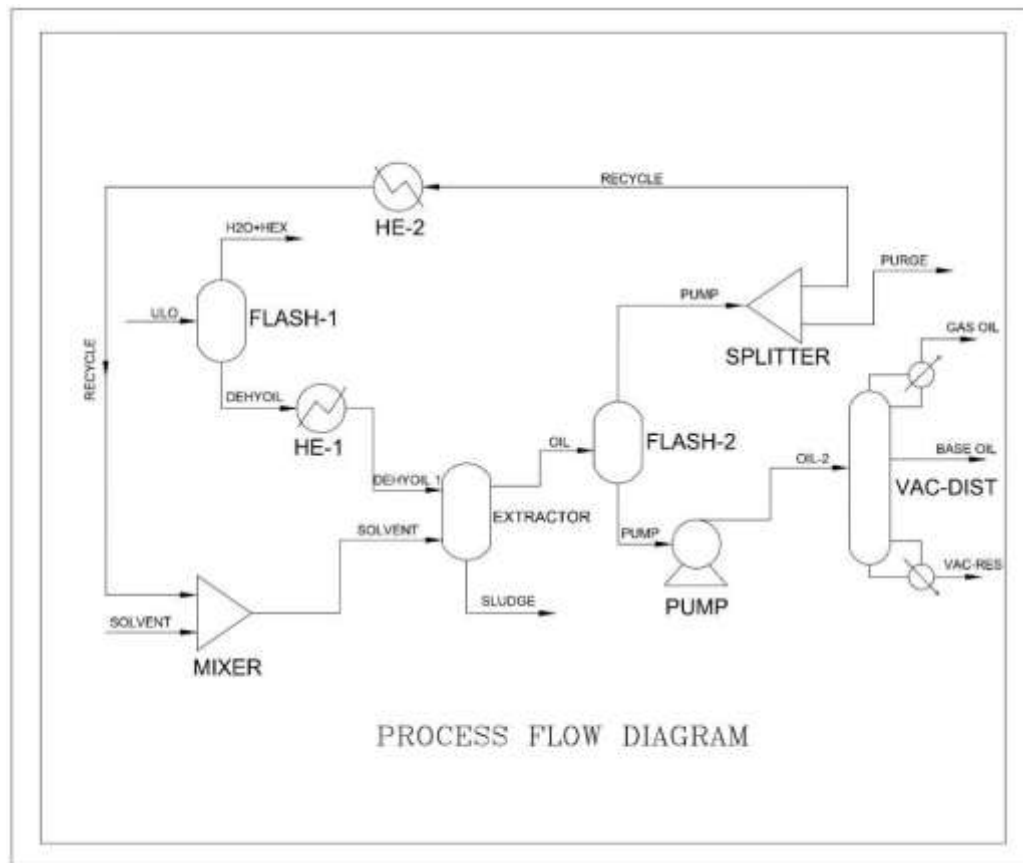 RECYCLE
HE-2
H2O+HEX
PURGE
ULO
FLASH-1
PUMP
SPLITTER
GAS OIL
RECYCLE
DEHYOIL
HE-1
OIL
FLASH-2
OIL-2
BASE OIL
VAC-DIST
DEHYOIL 1
EXTRACTOR
SOLVENT
PUMP
PUMP
VAC-RES
SLUDGE
SOLVENT
MIXER
PROCESS FLOW DIAGRAM